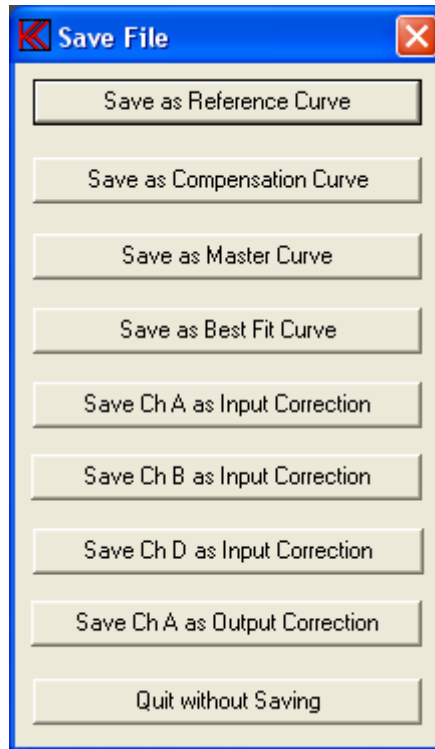 Save File
Save as Reference Curve
Save as Compensation Curve
Save as Master Curve
Save as Best Fit Curve
Save Ch A as Input Correction
Save Ch B as Input Correction
Save Ch D as Input Correction
Save Ch A as Output Correction
Quit without Saving